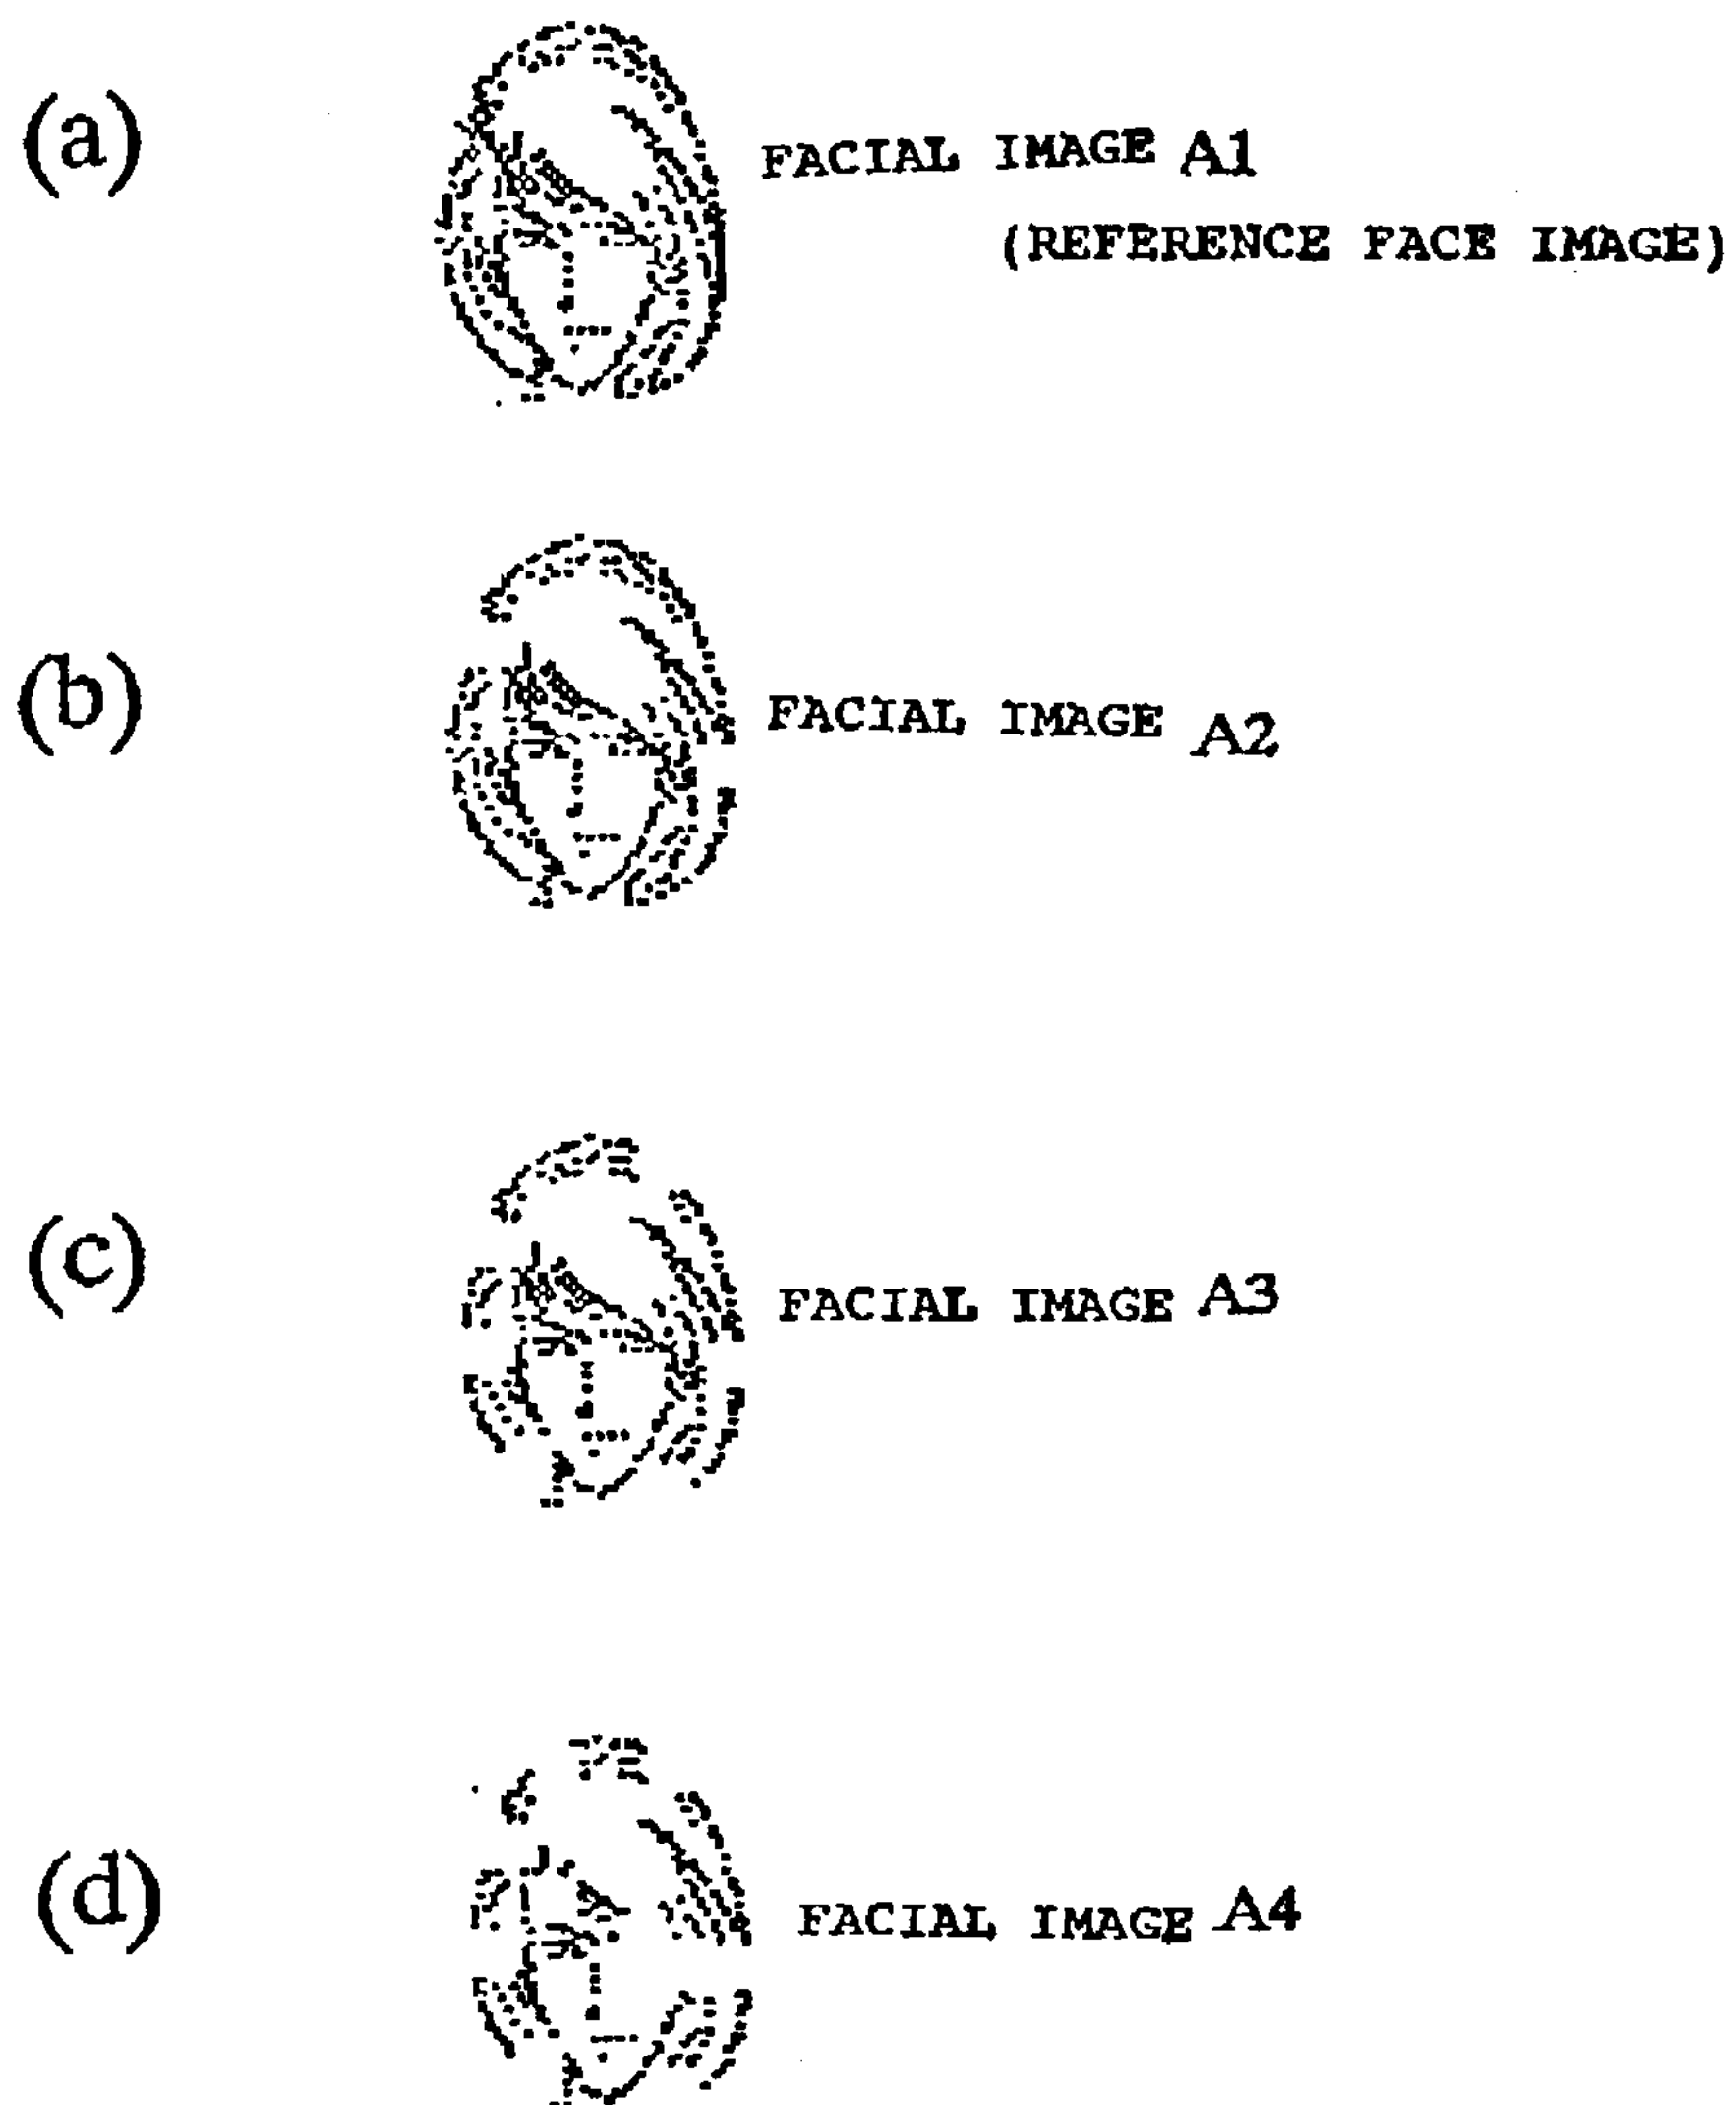 (a) FACIAL IMAGE A1
(REFERENCE FACE IMAGE)
(b) FACIAL IMAGE A2
(c) FACIAL IMAGE A3
(d) FACIAL IMAGE A4